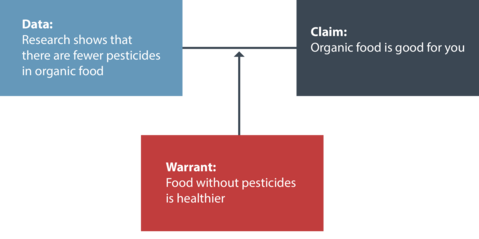 Data:
Research shows that
there are fewer pesticides
in organic food
Claim:
Organic food is good for you
Warrant:
Food without pesticides
is healthier